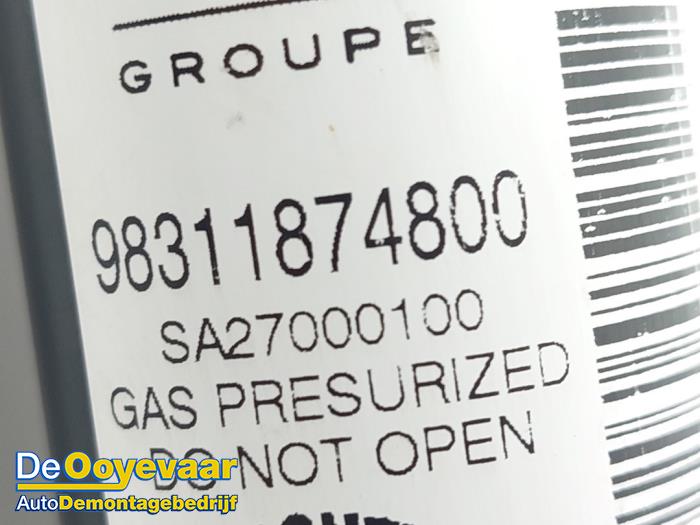 GROUPE
98311874800
SA27000100
GAS PRESURIZED
DO NOT OPEN
De Ooyevaar
AutoDemontagebedrijf